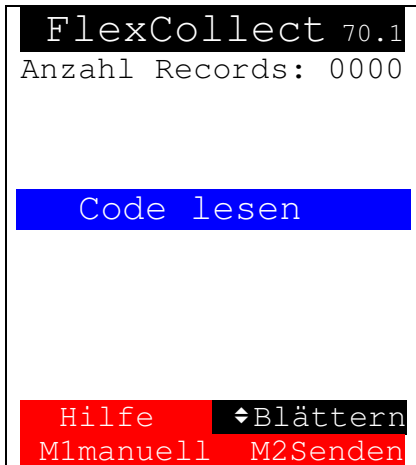 FlexCollect 70.1
Anzahl Records: 0000
Code lesen
Hilfe ♦Blättern
M1manuell M2Senden